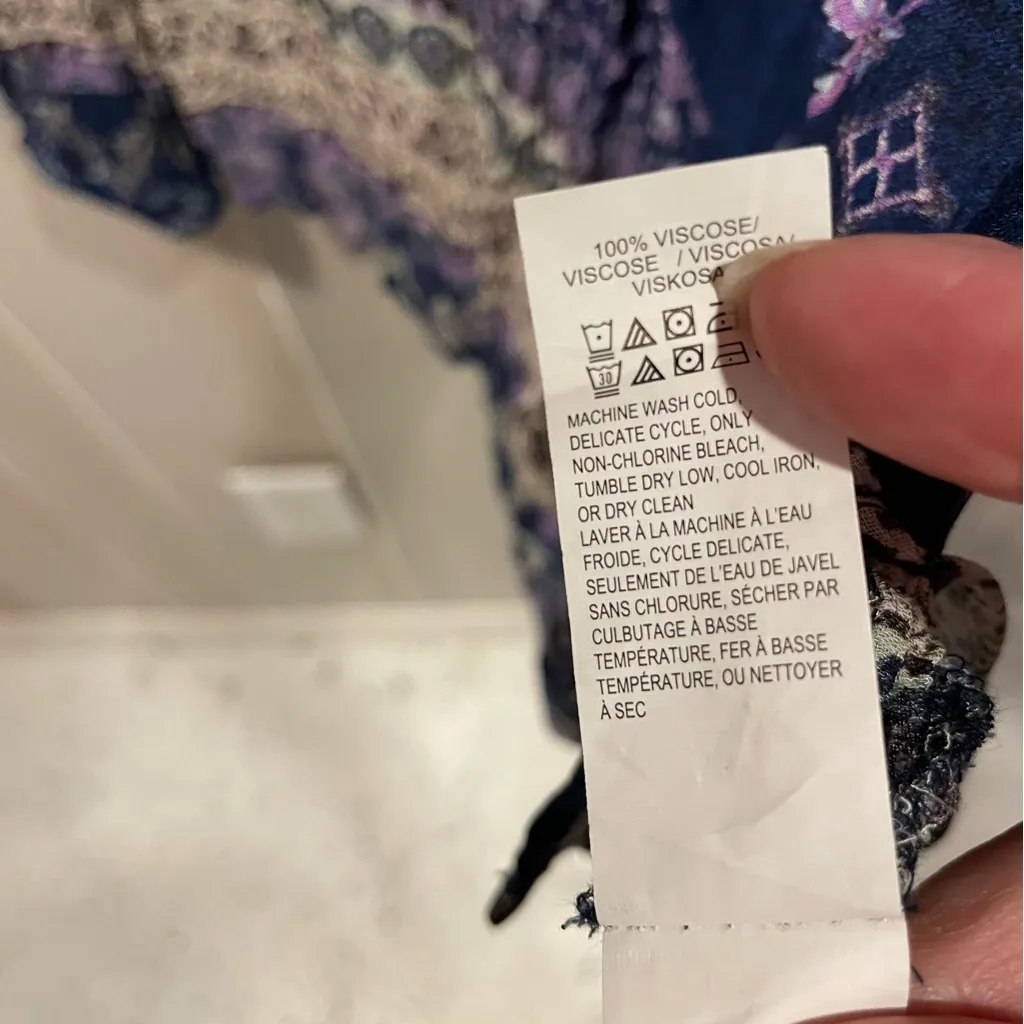 100% VISCOSE/
VISCOSE / VISCOSA/
VISKOSA
30
MACHINE WASH COLD,
DELICATE CYCLE, ONLY
NON-CHLORINE BLEACH,
TUMBLE DRY LOW, COOL IRON,
OR DRY CLEAN
LAVER À LA MACHINE À L'EAU
FROIDE, CYCLE DELICATE,
SEULEMENT DE L'EAU DE JAVEL
SANS CHLORURE, SÉCHER PAR
CULBUTAGE À BASSE
TEMPÉRATURE, FER À BASSE
TEMPÉRATURE, OU NETTOYER
À SEC